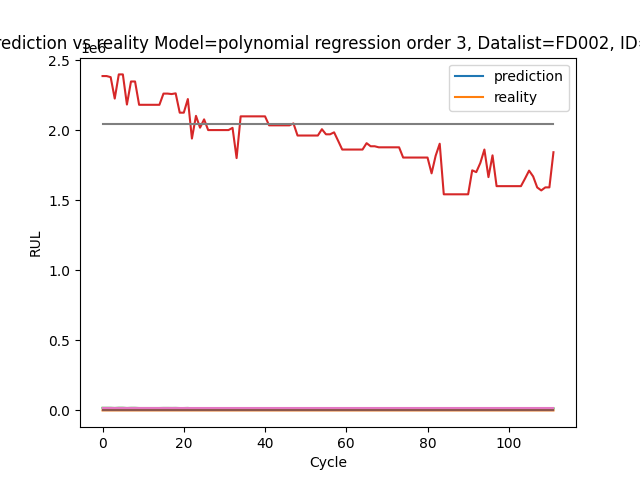 rediction vs reality Model=polynomial regression order 3, Datalist=FD002, ID=
1e6
2.5
2.0
1.5
1.0
0.5
0.0
RUL
prediction
reality
0 20 40 60 80 100
Cycle